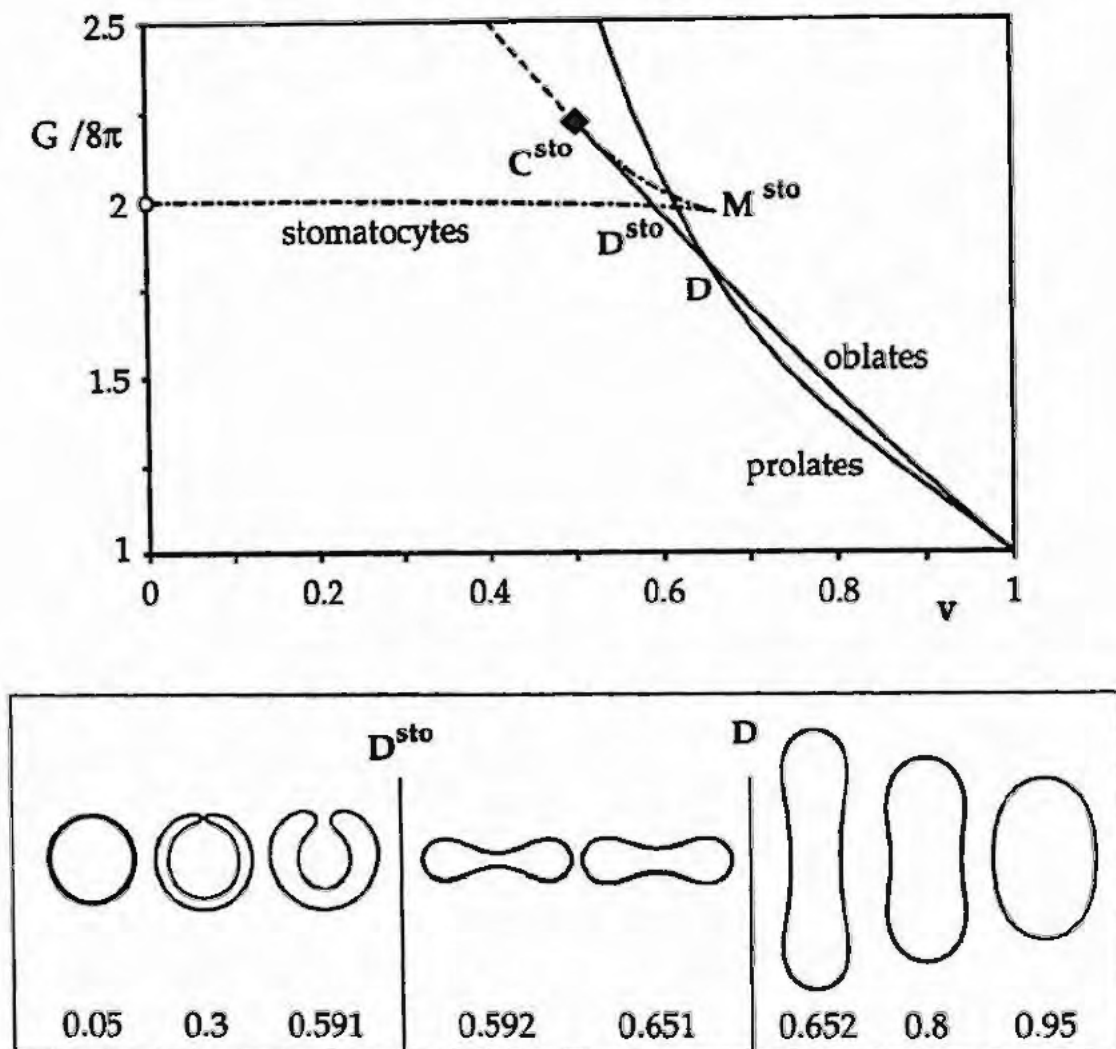 2.5
G /8π
C^sto
2
M^sto
stomatocytes
D^sto
D
1.5
oblates
prolates
1
0 0.2 0.4 0.6 0.8 1
v
D^sto D
0.05 0.3 0.591 0.592 0.651 0.652 0.8 0.95